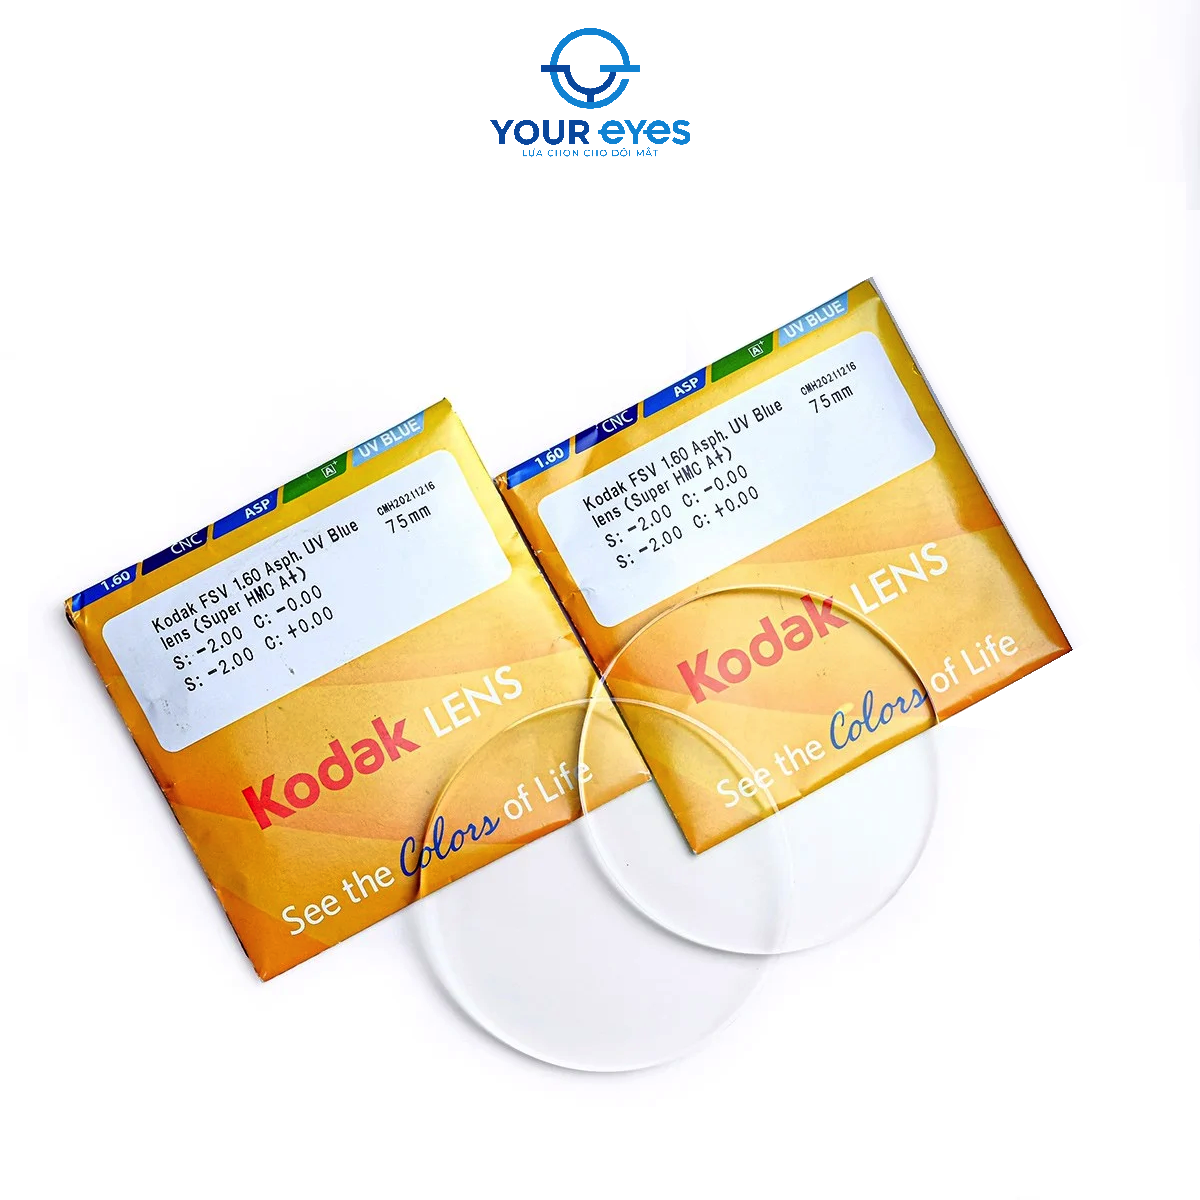 YOUR eYES
LỰA CHỌN CHO ĐÔI MẮT
1.60 CNC ASP A+ UV BLUE
Kodak FSV 1.60 Asph. UV Blue
lens (Super HMC A+)
CMH20211216
75mm
S: -2.00 C: -0.00
S: -2.00 C: +0.00
Kodak LENS
See the Colors of Life
1.60 CNC ASP A+ UV BLUE
Kodak FSV 1.60 Asph. UV Blue
lens (Super HMC A+)
CMH20211216
75mm
S: -2.00 C: -0.00
S: -2.00 C: +0.00
Kodak LENS
See the Colors of Life